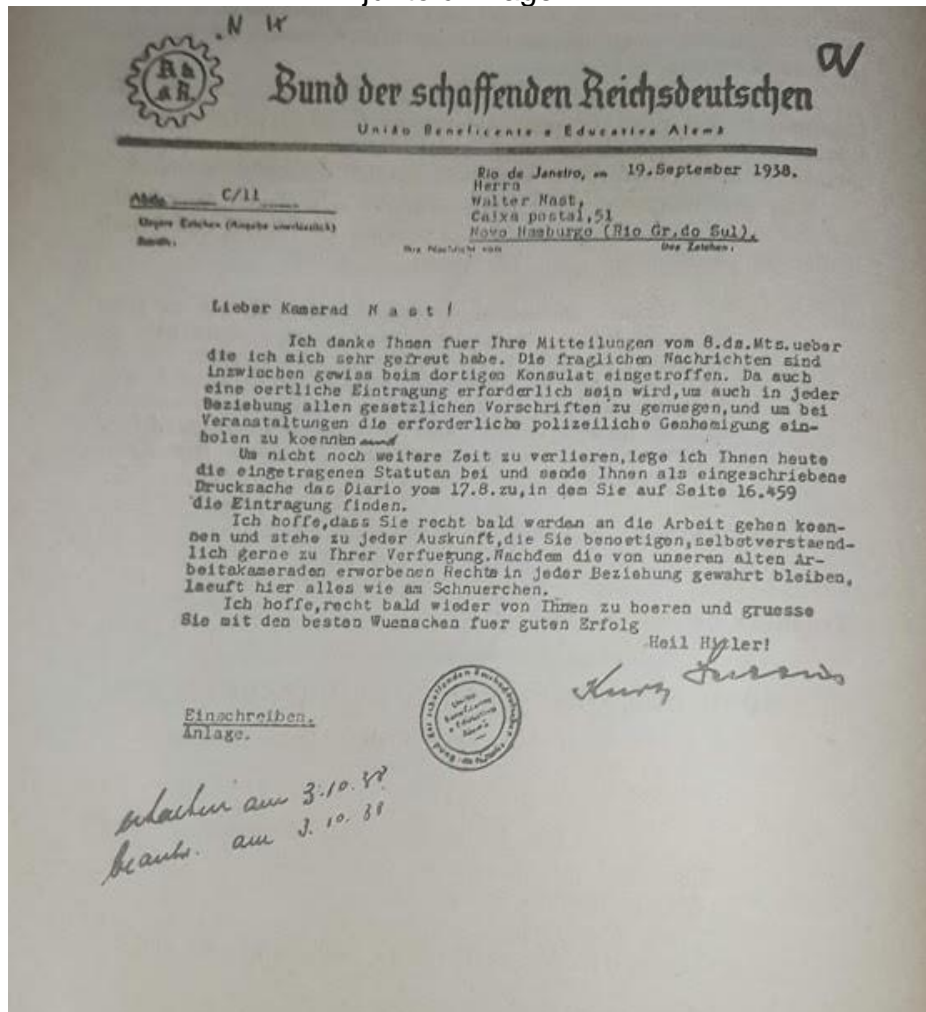 .N
B d
s R.
Bund der schaffenden Reichsdeutschen
União Beneficente e Educativa Alemã
Rio de Janeiro, am 19.September 1938.
Abtlg. C/11
Herrn
Walter Nast,
Caixa postal,51
Novo Hamburgo (Rio Gr.do Sul).
Unsere Zeichen (Angabe unerlässlich)
Betrifft:
Ihre Nachricht vom
Ihre Zeichen:
Lieber Kamerad N a s t !
Ich danke Ihnen fuer Ihre Mitteilungen vom 8.ds.Mts.ueber
die ich mich sehr gefreut habe. Die fraglichen Nachrichten sind
inzwischen gewiss beim dortigen Konsulat eingetroffen. Da auch
eine oertliche Eintragung erforderlich sein wird,um auch in jeder
Beziehung allen gesetzlichen Vorschriften zu genuegen,und um bei
Veranstaltungen die erforderliche polizeiliche Genhemigung ein-
holen zu koennen und
Um nicht noch weitere Zeit zu verlieren,lege ich Ihnen heute
die eingetragenen Statuten bei und sende Ihnen als eingeschriebene
Drucksache das Diario vom 17.8.zu,in dem Sie auf Seite 16.459
die Eintragung finden.
Ich hoffe,dass Sie recht bald werden an die Arbeit gehen koen-
nen und stehe zu jeder Auskunft,die Sie benoetigen,selbstverstaend-
lich gerne zu Ihrer Verfuegung.Nachdem die von unseren alten Ar-
beitskameraden erworbenen Rechte in jeder Beziehung gewahrt bleiben,
laeuft hier alles wie am Schnuerchen.
Ich hoffe,recht bald wieder von Ihnen zu hoeren und gruesse
Sie mit den besten Wuenschen fuer guten Erfolg
Heil Hitler!
Kurz
Einschreiben.
Anlage.
União
Beneficente
e Educativa
Alemã
am 3.10.38
beantw. am 3.10.38